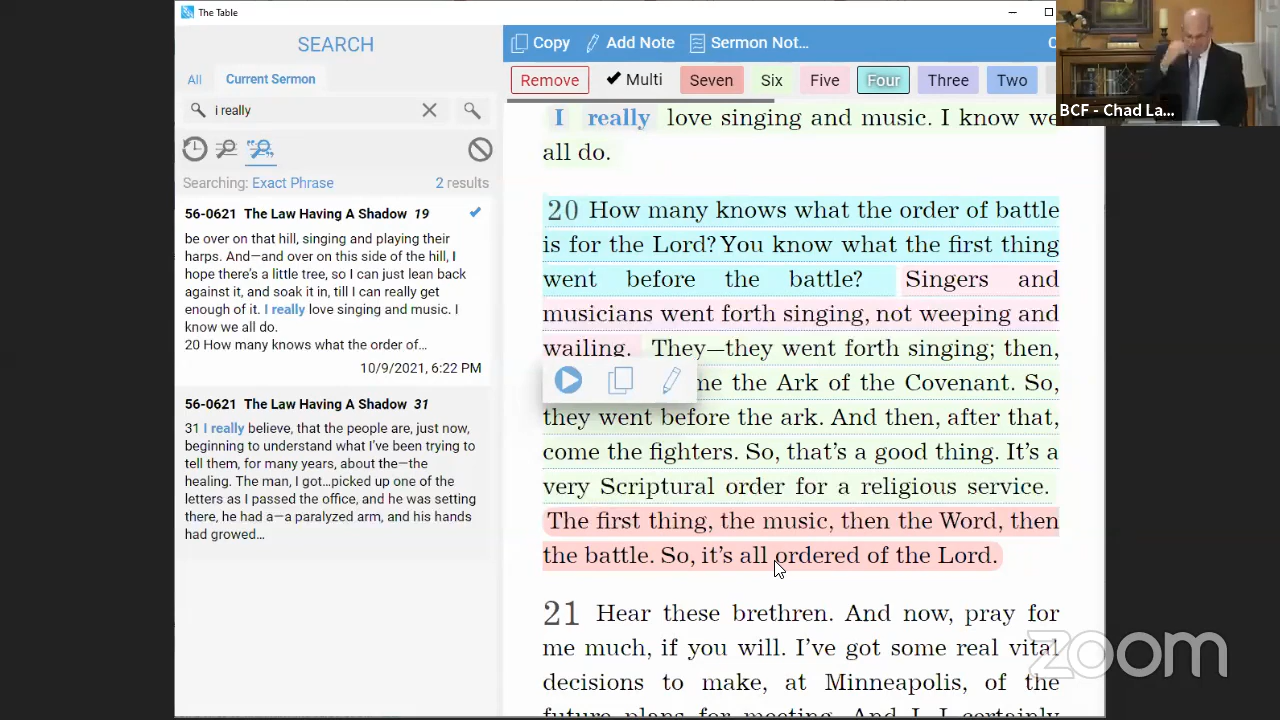 The Table
SEARCH
All
Current Sermon
i really
Searching: Exact Phrase
2 results
56-0621 The Law Having A Shadow 19
be over on that hill, singing and playing their
harps. And—and over on this side of the hill, I
hope there's a little tree, so I can just lean back
against it, and soak it in, till I can really get
enough of it. I really love singing and music. I
know we all do.
20 How many knows what the order of…
10/9/2021, 6:22 PM
56-0621 The Law Having A Shadow 31
31 I really believe, that the people are, just now,
beginning to understand what I've been trying to
tell them, for many years, about the—the
healing. The man, I got…picked up one of the
letters as I passed the office, and he was setting
there, he had a—a paralyzed arm, and his hands
had growed…
Copy
Add Note
Sermon Not...
C
Remove
Multi
Seven
Six
Five
Four
Three
Two
I really love singing and music. I know we
all do.
20 How many knows what the order of battle
is for the Lord? You know what the first thing
went before the battle? Singers and
musicians went forth singing, not weeping and
wailing. They—they went forth singing; then,
me the Ark of the Covenant. So,
they went before the ark. And then, after that,
come the fighters. So, that's a good thing. It's a
very Scriptural order for a religious service.
The first thing, the music, then the Word, then
the battle. So, it's all ordered of the Lord.
21 Hear these brethren. And now, pray for
me much, if you will. I've got some real vital
decisions to make, at Minneapolis, of the
future plans for meeting. And I, I certainly
BCF - Chad La...
zoom